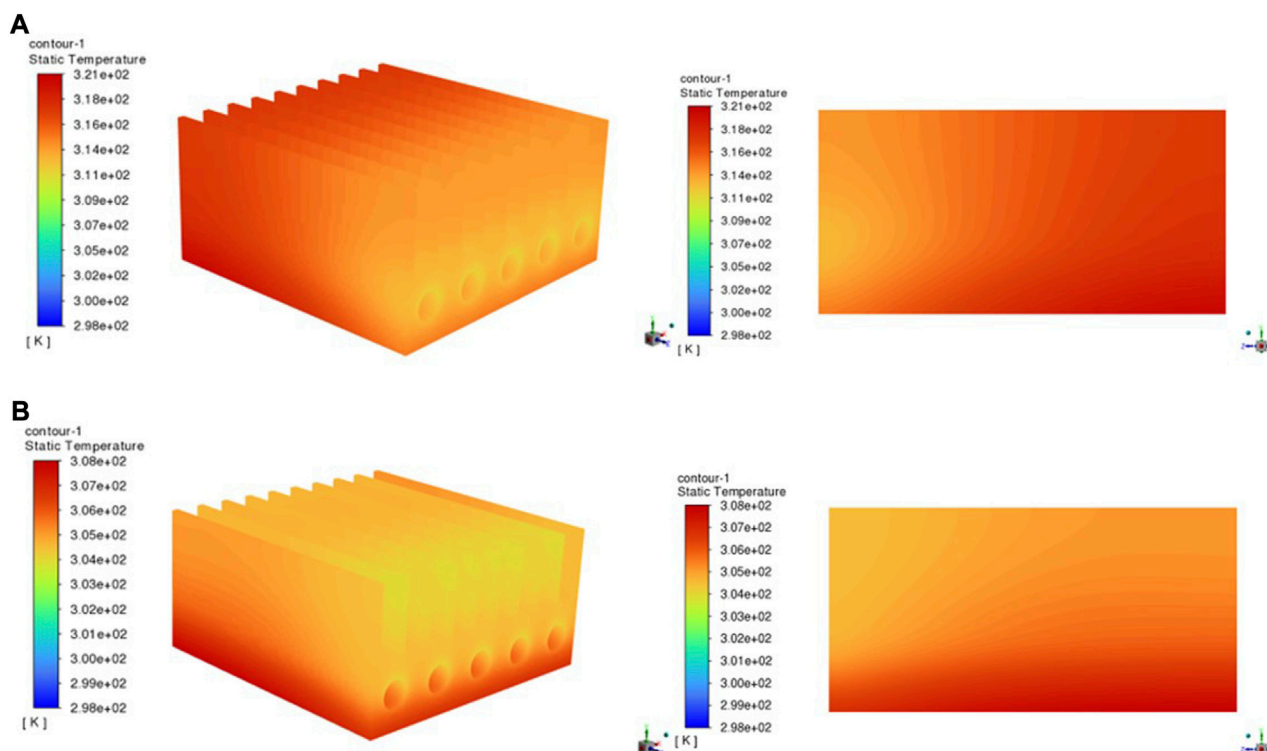 A
contour-1
Static Temperature
3.21e+02
3.18e+02
3.16e+02
3.14e+02
3.11e+02
3.09e+02
3.07e+02
3.05e+02
3.02e+02
3.00e+02
2.98e+02
[ K ]
contour-1
Static Temperature
3.21e+02
3.18e+02
3.16e+02
3.14e+02
3.11e+02
3.09e+02
3.07e+02
3.05e+02
3.02e+02
3.00e+02
2.98e+02
[ K ]
B
contour-1
Static Temperature
3.08e+02
3.07e+02
3.06e+02
3.05e+02
3.04e+02
3.03e+02
3.02e+02
3.01e+02
3.00e+02
2.99e+02
2.98e+02
[ K ]
contour-1
Static Temperature
3.08e+02
3.07e+02
3.06e+02
3.05e+02
3.04e+02
3.03e+02
3.02e+02
3.01e+02
3.00e+02
2.99e+02
2.98e+02
[ K ]